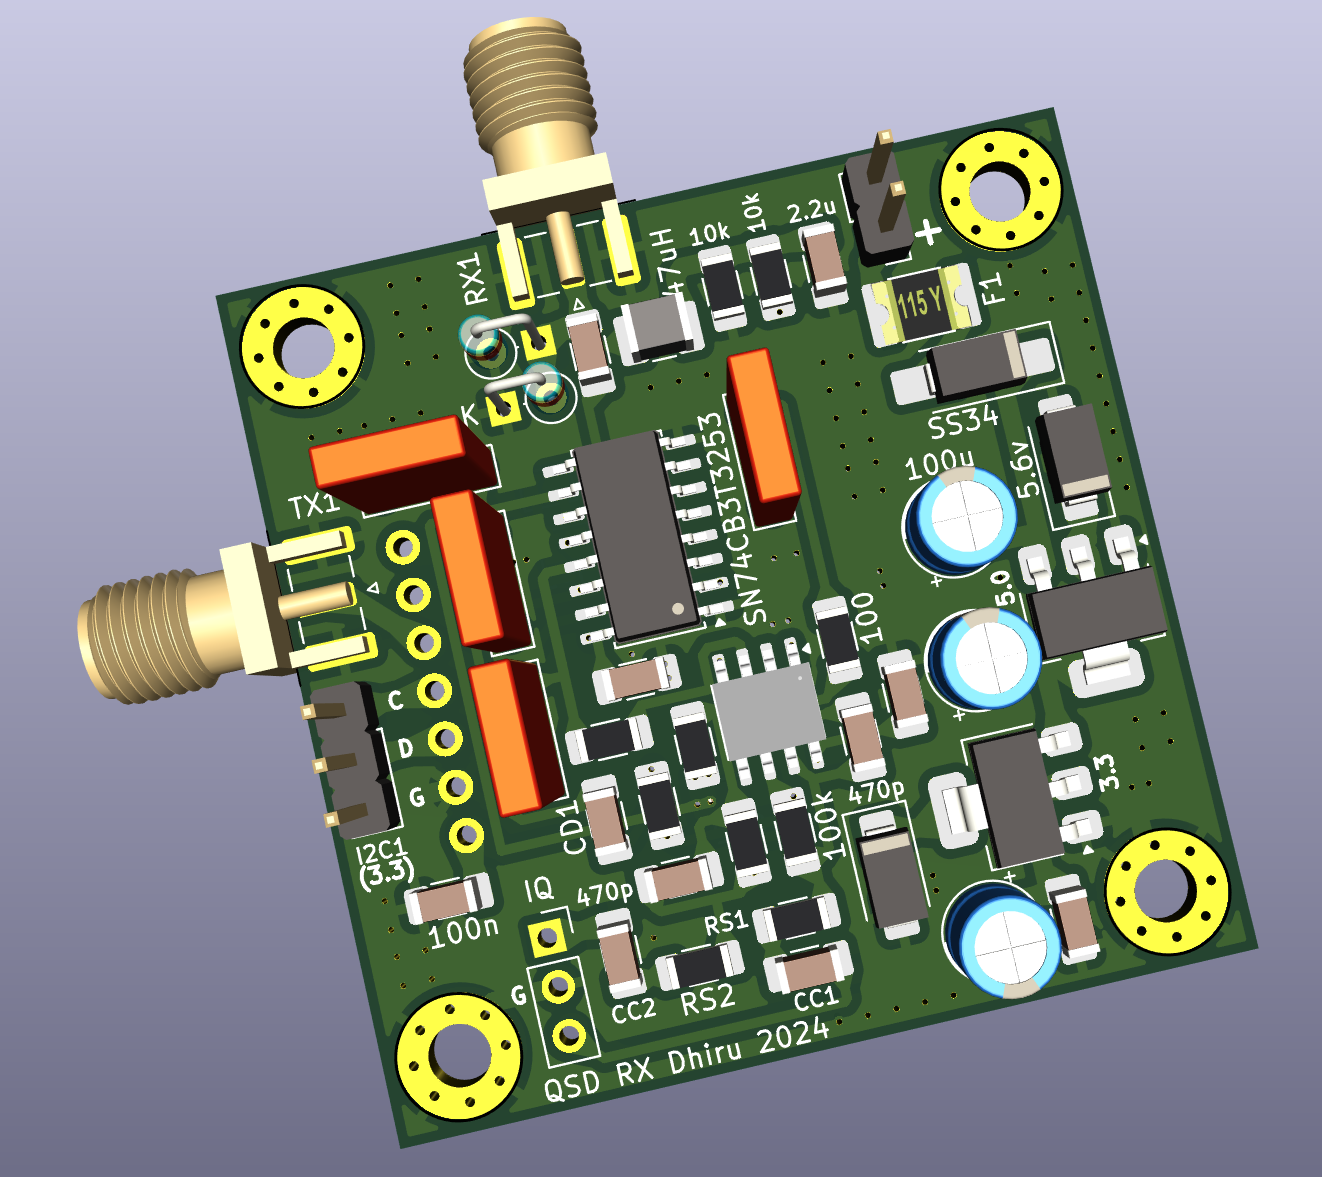 RX1
47uH
10k
10k
2.2u
+
F1
115Y
SS34
K
TX1
SN74CB3T3253
100u
5.6v
+
5.0
100
+
C
D
G
I2C1
(3.3)
CD1
470p
3.3
100k
100n
IQ
470p
RS1
+
G
CC2
RS2
CC1
QSD RX Dhiru 2024